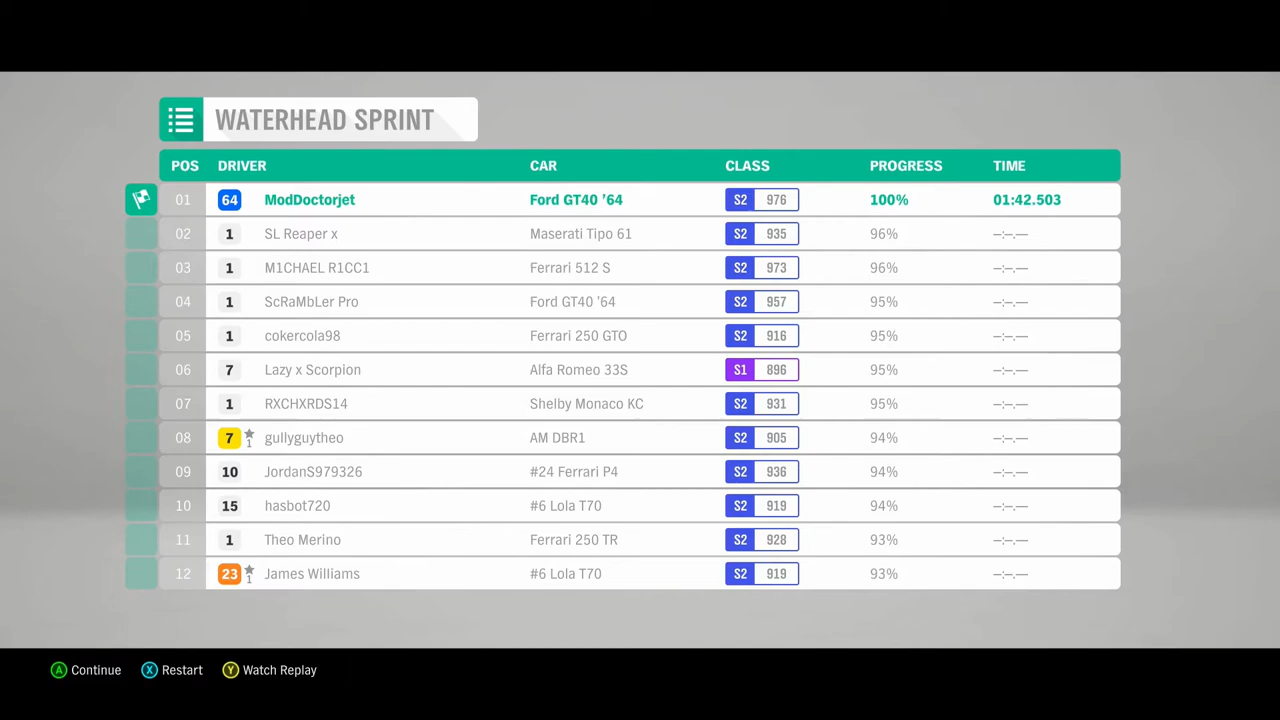 WATERHEAD SPRINT
POS DRIVER CAR CLASS PROGRESS TIME
01 64 ModDoctorjet Ford GT40 ’64 S2 976 100% 01:42.503
02 1 SL Reaper x Maserati Tipo 61 S2 935 96% --:--.---
03 1 M1CHAEL R1CC1 Ferrari 512 S S2 973 96% --:--.---
04 1 ScRaMbLer Pro Ford GT40 ’64 S2 957 95% --:--.---
05 1 cokercola98 Ferrari 250 GTO S2 916 95% --:--.---
06 7 Lazy x Scorpion Alfa Romeo 33S S1 896 95% --:--.---
07 1 RXCHXRDS14 Shelby Monaco KC S2 931 95% --:--.---
08 7 1 gullyguytheo AM DBR1 S2 905 94% --:--.---
09 10 JordanS979326 #24 Ferrari P4 S2 936 94% --:--.---
10 15 hasbot720 #6 Lola T70 S2 919 94% --:--.---
11 1 Theo Merino Ferrari 250 TR S2 928 93% --:--.---
12 23 1 James Williams #6 Lola T70 S2 919 93% --:--.---
A Continue X Restart Y Watch Replay